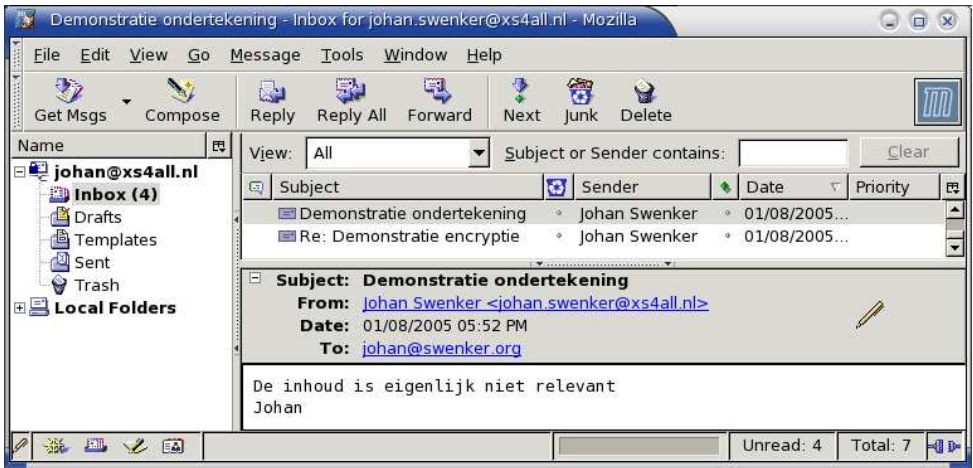 Demonstratie ondertekening - Inbox for johan.swenker@xs4all.nl - Mozilla
File Edit View Go Message Tools Window Help
Get Msgs Compose Reply Reply All Forward Next Junk Delete
Name
johan@xs4all.nl
Inbox (4)
Drafts
Templates
Sent
Trash
Local Folders
View: All Subject or Sender contains: Clear
Subject Sender Date Priority
Demonstratie ondertekening Johan Swenker 01/08/2005...
Re: Demonstratie encryptie Johan Swenker 01/08/2005...
Subject: Demonstratie ondertekening
From: Johan Swenker <johan.swenker@xs4all.nl>
Date: 01/08/2005 05:52 PM
To: johan@swenker.org
De inhoud is eigenlijk niet relevant
Johan
Unread: 4 Total: 7